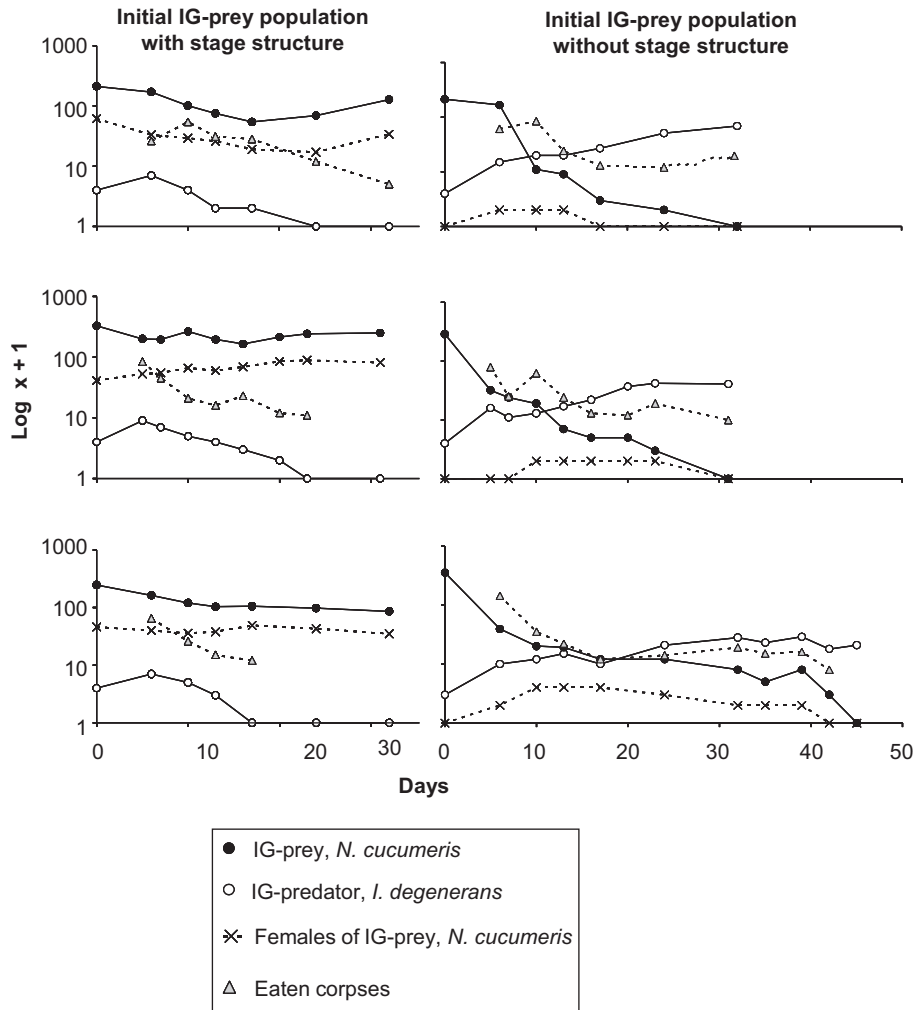 Initial IG-prey population
with stage structure
Initial IG-prey population
without stage structure
1000
100
10
1
1000
100
10
1
1000
100
10
1
Log x + 1
0 10 20 30
0 10 20 30 40 50
Days
IG-prey, N. cucumeris
IG-predator, I. degenerans
Females of IG-prey, N. cucumeris
Eaten corpses